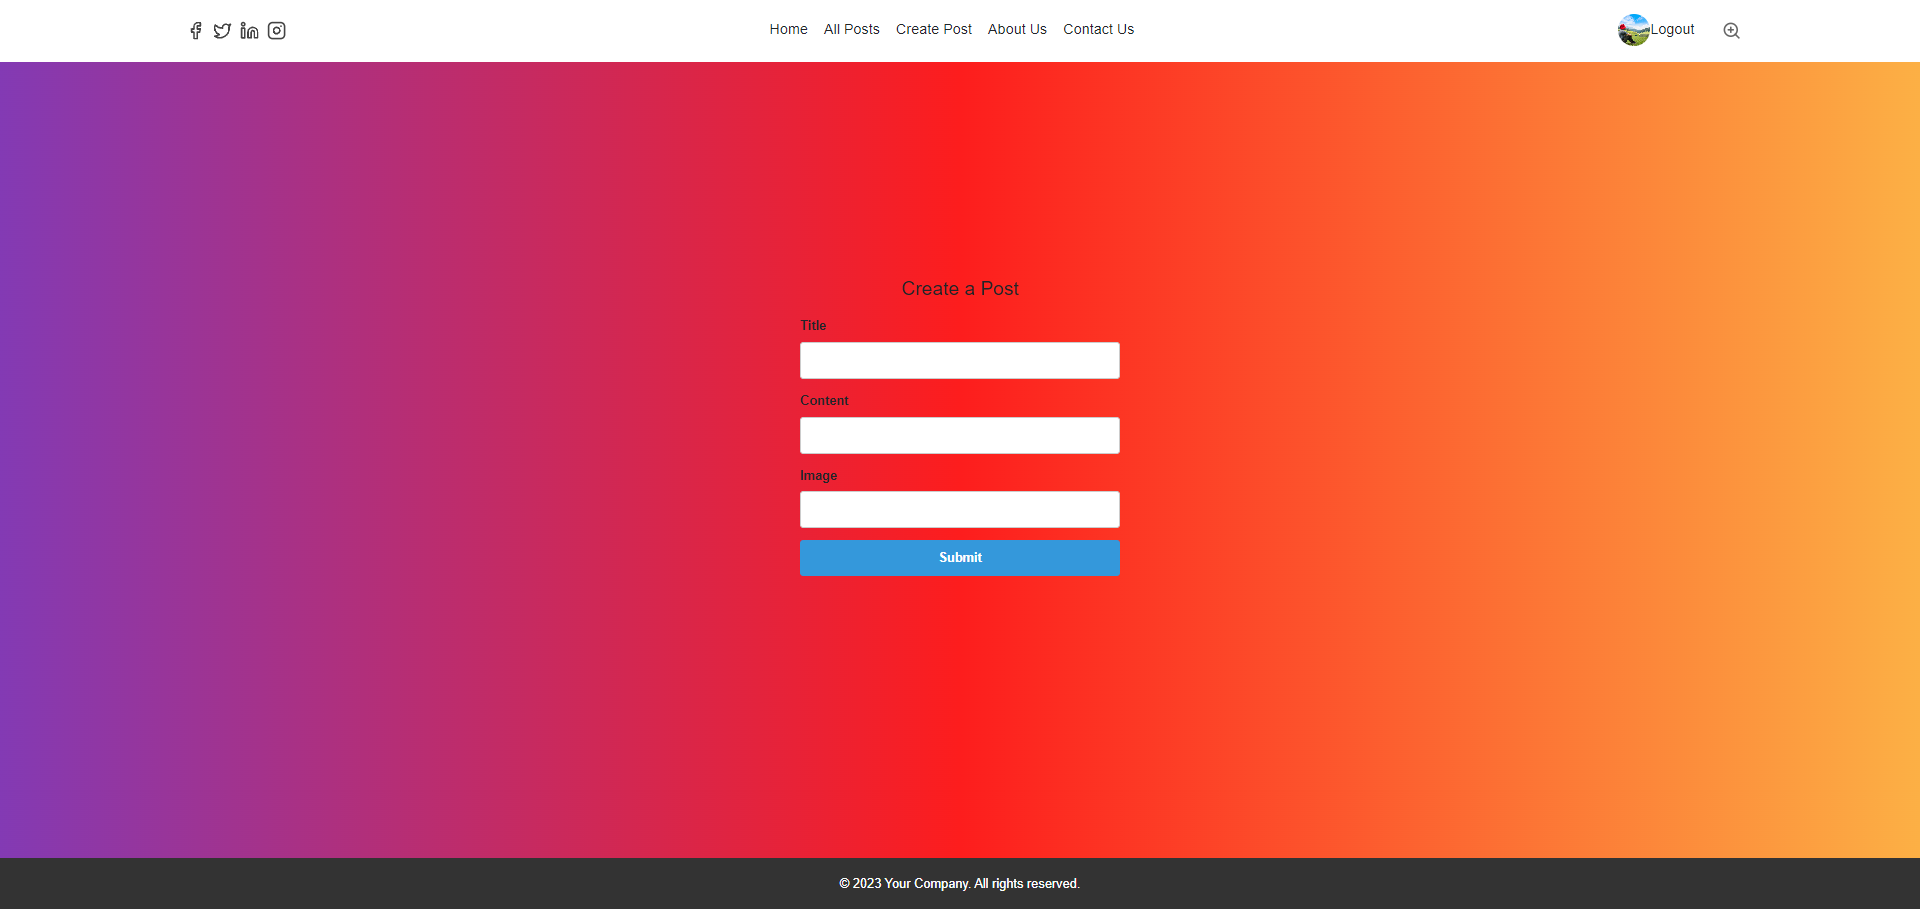 Home All Posts Create Post About Us Contact Us Logout
Create a Post
Title
Content
Image
Submit
© 2023 Your Company. All rights reserved.